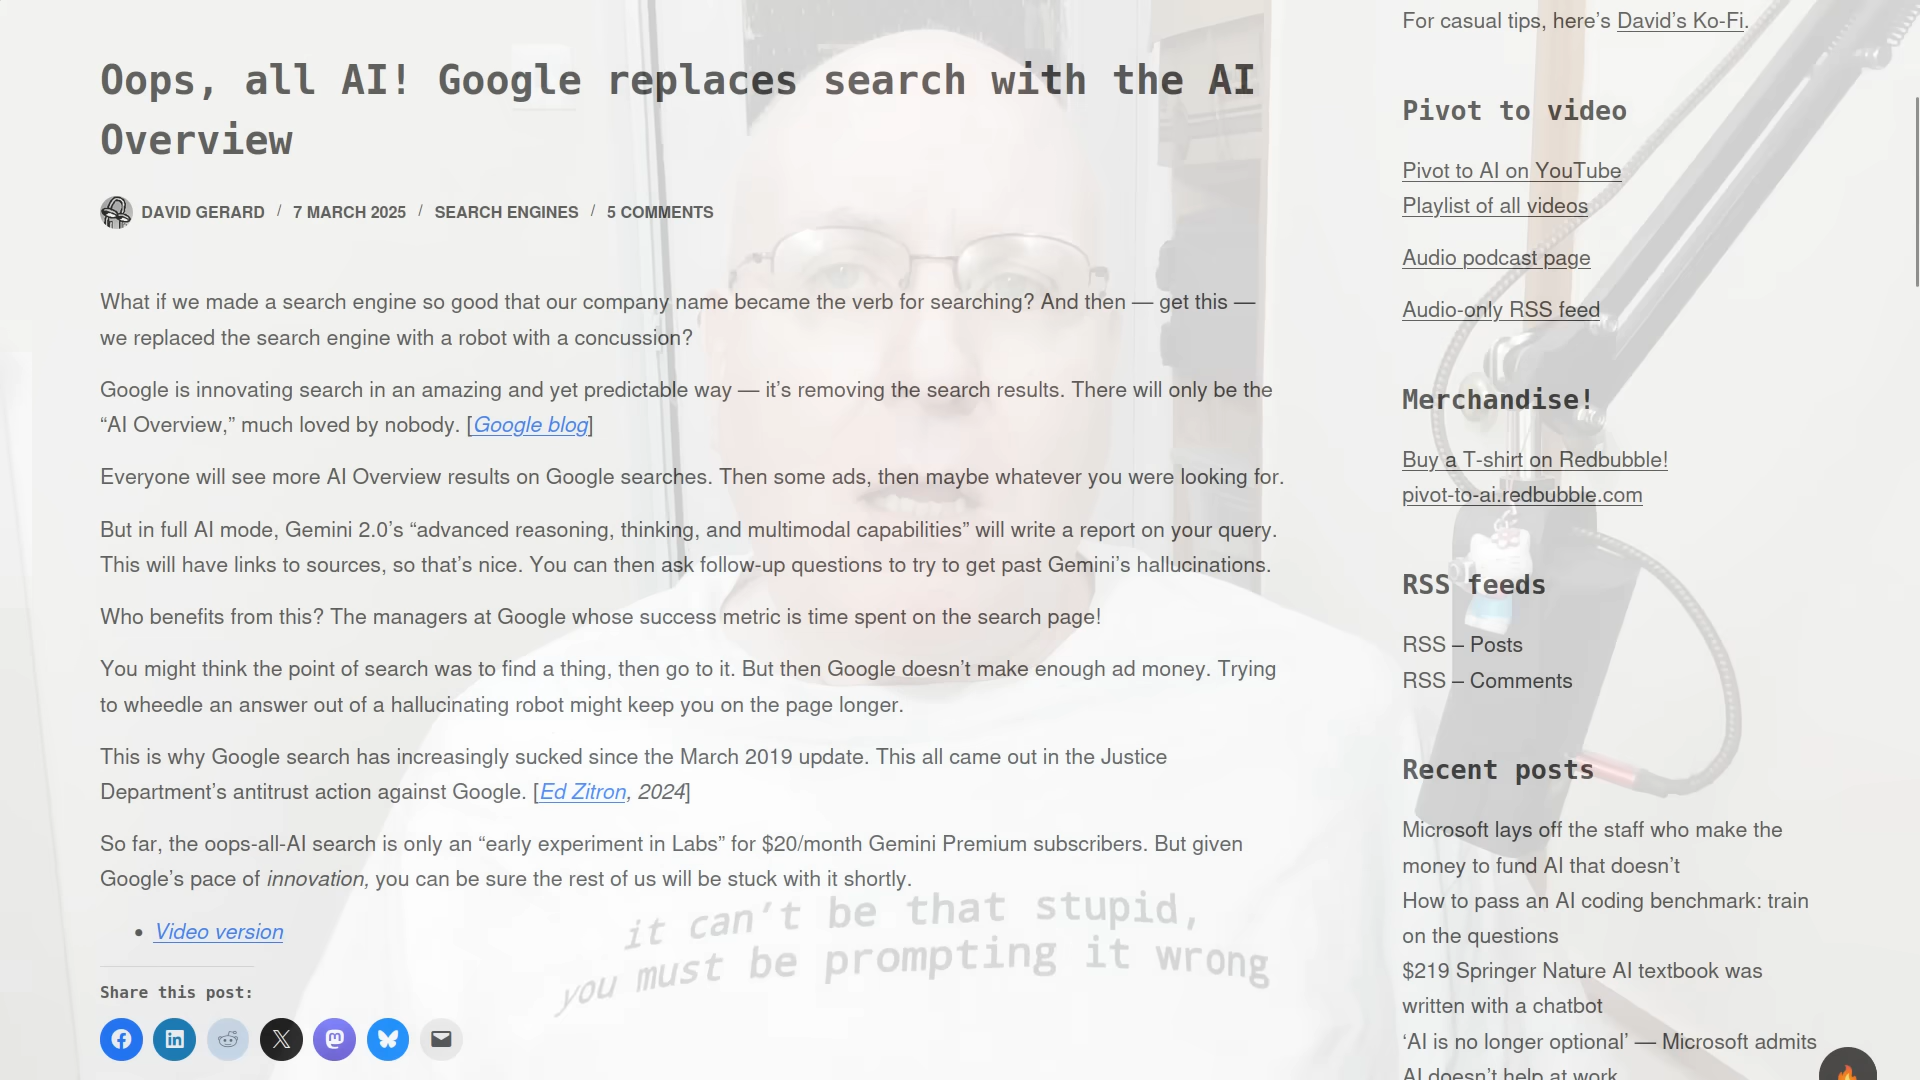 For casual tips, here’s David’s Ko-Fi.
Oops, all AI! Google replaces search with the AI
Overview
DAVID GERARD / 7 MARCH 2025 / SEARCH ENGINES / 5 COMMENTS
What if we made a search engine so good that our company name became the verb for searching? And then — get this —
we replaced the search engine with a robot with a concussion?
Google is innovating search in an amazing and yet predictable way — it’s removing the search results. There will only be the
“AI Overview,” much loved by nobody. [Google blog]
Everyone will see more AI Overview results on Google searches. Then some ads, then maybe whatever you were looking for.
But in full AI mode, Gemini 2.0’s “advanced reasoning, thinking, and multimodal capabilities” will write a report on your query.
This will have links to sources, so that’s nice. You can then ask follow-up questions to try to get past Gemini’s hallucinations.
Who benefits from this? The managers at Google whose success metric is time spent on the search page!
You might think the point of search was to find a thing, then go to it. But then Google doesn’t make enough ad money. Trying
to wheedle an answer out of a hallucinating robot might keep you on the page longer.
This is why Google search has increasingly sucked since the March 2019 update. This all came out in the Justice
Department’s antitrust action against Google. [Ed Zitron, 2024]
So far, the oops-all-AI search is only an “early experiment in Labs” for $20/month Gemini Premium subscribers. But given
Google’s pace of innovation, you can be sure the rest of us will be stuck with it shortly.
• Video version
Share this post:
it can’t be that stupid,
you must be prompting it wrong
Pivot to video
Pivot to AI on YouTube
Playlist of all videos
Audio podcast page
Audio-only RSS feed
Merchandise!
Buy a T-shirt on Redbubble!
pivot-to-ai.redbubble.com
RSS feeds
RSS – Posts
RSS – Comments
Recent posts
Microsoft lays off the staff who make the
money to fund AI that doesn’t
How to pass an AI coding benchmark: train
on the questions
$219 Springer Nature AI textbook was
written with a chatbot
‘AI is no longer optional’ — Microsoft admits
AI doesn’t help at work